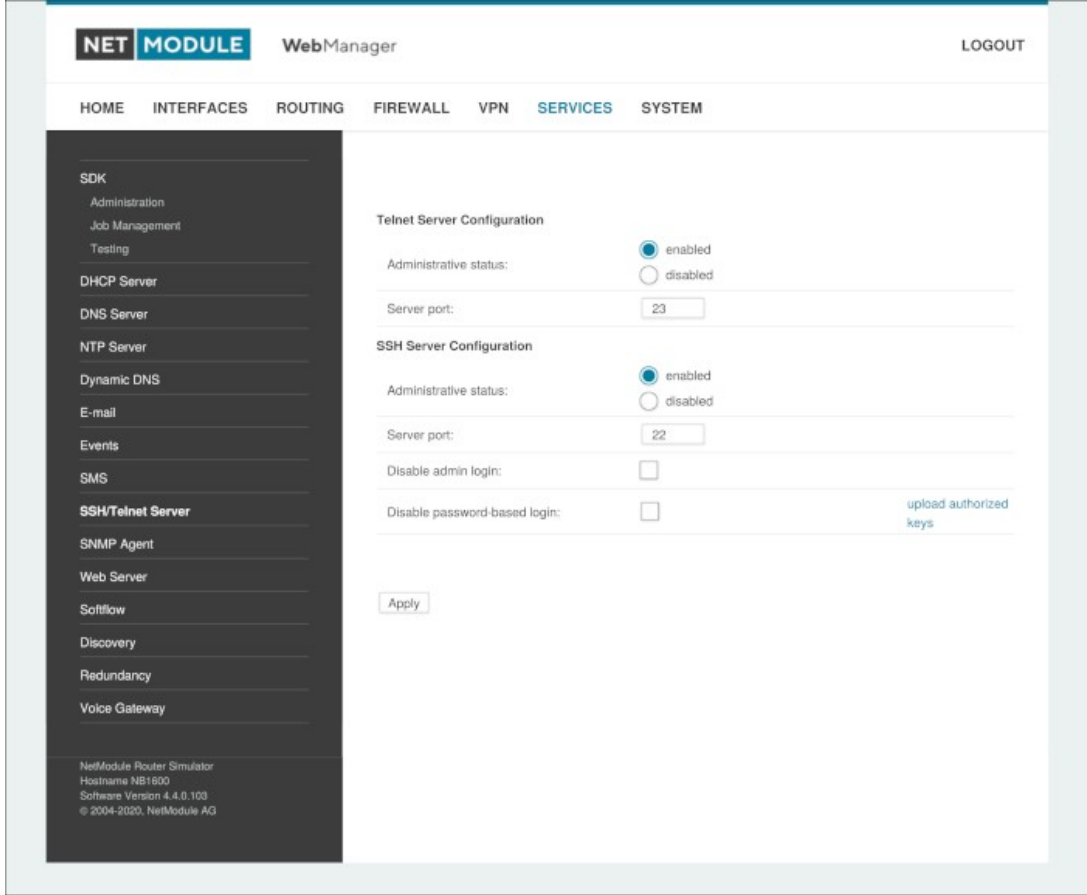 NET MODULE WebManager LOGOUT
HOME INTERFACES ROUTING FIREWALL VPN SERVICES SYSTEM
SDK
Administration
Job Management
Testing
DHCP Server
DNS Server
NTP Server
Dynamic DNS
E-mail
Events
SMS
SSH/Telnet Server
SNMP Agent
Web Server
Softflow
Discovery
Redundancy
Voice Gateway
NetModule Router Simulator
Hostname NB1600
Software Version 4.4.0.103
© 2004-2020, NetModule AG
Telnet Server Configuration
Administrative status:
enabled
disabled
Server port: 23
SSH Server Configuration
Administrative status:
enabled
disabled
Server port: 22
Disable admin login:
Disable password-based login:
upload authorized
keys
Apply